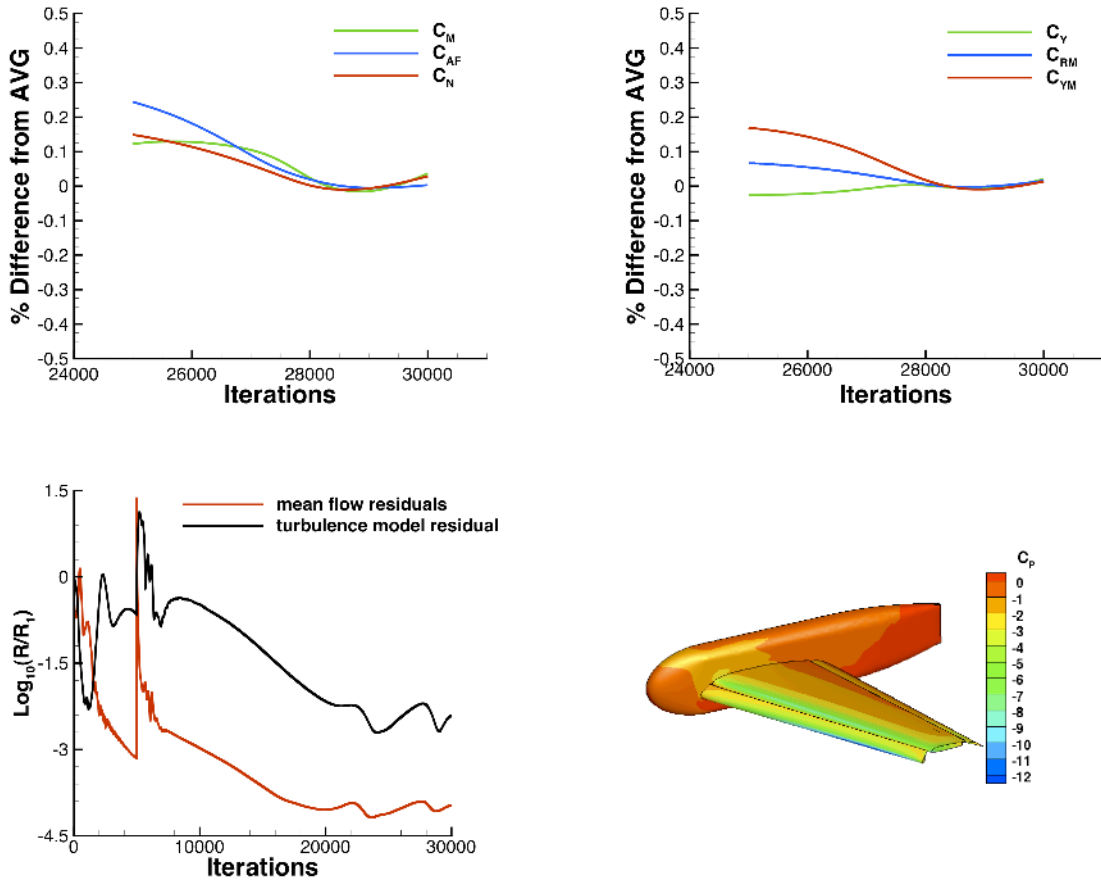 % Difference from AVG
0.5
0.4
0.3
0.2
0.1
0
-0.1
-0.2
-0.3
-0.4
-0.5
24000 26000 28000 30000
Iterations
C_M
C_AF
C_N
% Difference from AVG
0.5
0.4
0.3
0.2
0.1
0
-0.1
-0.2
-0.3
-0.4
-0.5
24000 26000 28000 30000
Iterations
C_Y
C_RM
C_YM
Log₁₀(R/R₁)
1.5
0
-1.5
-3
-4.5
0 10000 20000 30000
Iterations
mean flow residuals
turbulence model residual
C_P
0
-1
-2
-3
-4
-5
-6
-7
-8
-9
-10
-11
-12